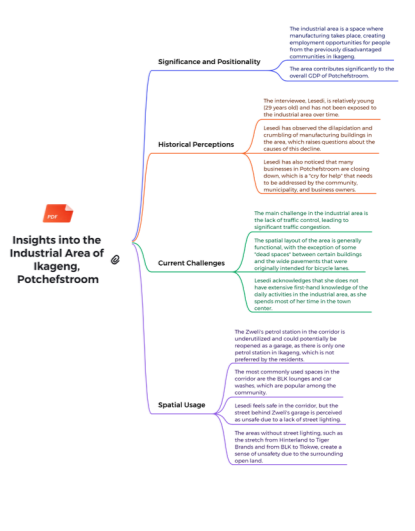 PDF
Insights into the
Industrial Area of
Ikageng,
Potchefstroom
Significance and Positionality
The industrial area is a space where
manufacturing takes place, creating
employment opportunities for people
from the previously disadvantaged
communities in Ikageng.
The area contributes significantly to the
overall GDP of Potchefstroom.
Historical Perceptions
The interviewee, Lesedi, is relatively young
(29 years old) and has not been exposed to
the industrial area over time.
Lesedi has observed the dilapidation and
crumbling of manufacturing buildings in
the area, which raises questions about the
causes of this decline.
Lesedi has also noticed that many
businesses in Potchefstroom are closing
down, which is a "cry for help" that needs
to be addressed by the community,
municipality, and business owners.
Current Challenges
The main challenge in the industrial area is
the lack of traffic control, leading to
significant traffic congestion.
The spatial layout of the area is generally
functional, with the exception of some
"dead spaces" between certain buildings
and the wide pavements that were
originally intended for bicycle lanes.
Lesedi acknowledges that she does not
have extensive first-hand knowledge of the
daily activities in the industrial area, as she
spends most of her time in the town
center.
Spatial Usage
The Zweli's petrol station in the corridor is
underutilized and could potentially be
reopened as a garage, as there is only one
petrol station in Ikageng, which is not
preferred by the residents.
The most commonly used spaces in the
corridor are the BLK lounges and car
washes, which are popular among the
community.
Lesedi feels safe in the corridor, but the
street behind Zweli's garage is perceived
as unsafe due to a lack of street lighting.
The areas without street lighting, such as
the stretch from Hinterland to Tiger
Brands and from BLK to Tlokwe, create a
sense of unsafety due to the surrounding
open land.